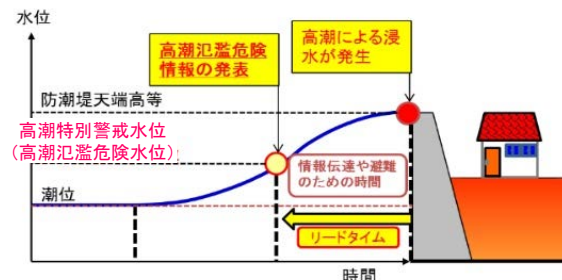 水位
高潮氾濫危険
情報の発表
高潮による浸
水が発生
防潮堤天端高等
高潮特別警戒水位
（高潮氾濫危険水位）
情報伝達や避難
のための時間
潮位
リードタイム
時間